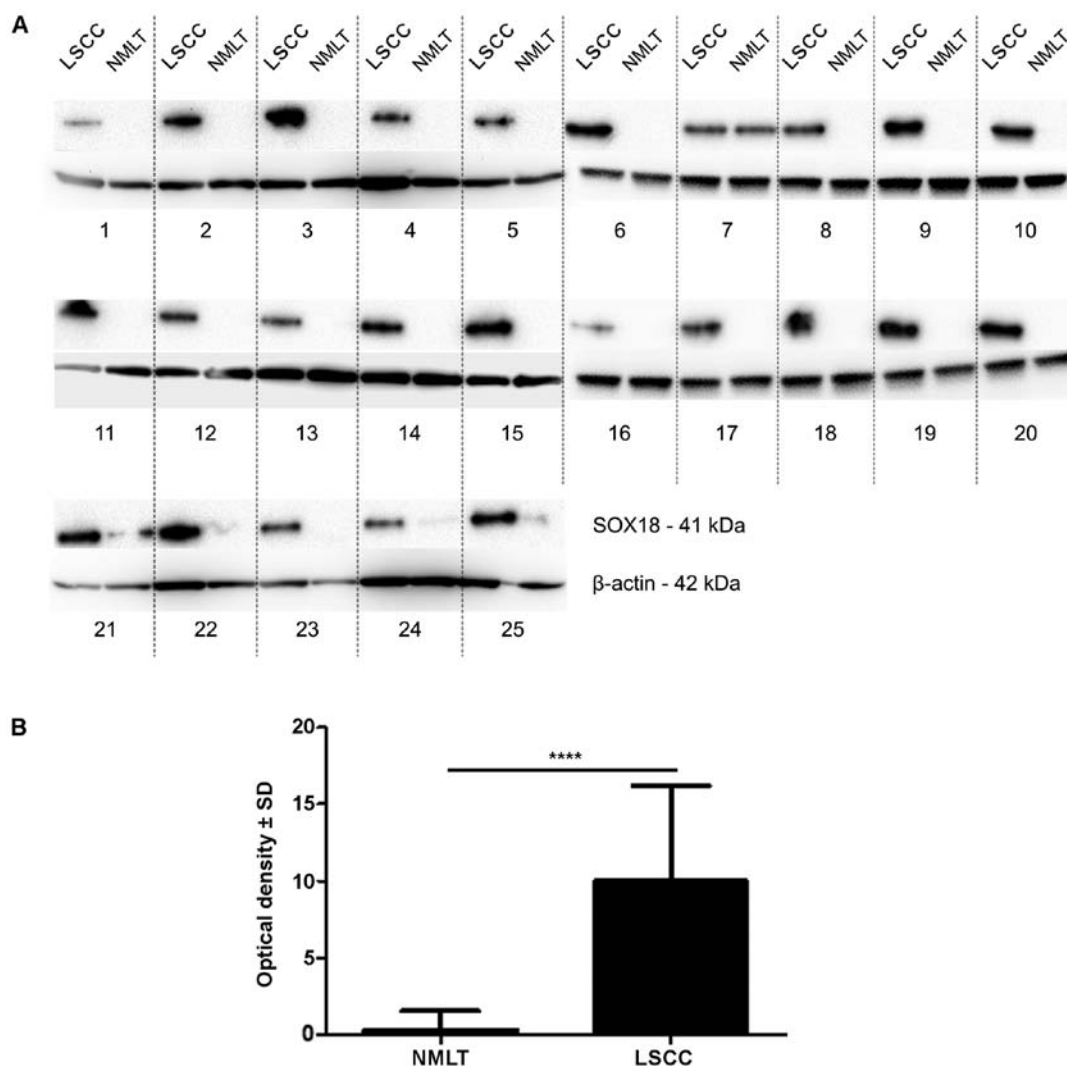 A
LSCC NMLT LSCC NMLT LSCC NMLT LSCC NMLT LSCC NMLT LSCC NMLT LSCC NMLT LSCC NMLT LSCC NMLT LSCC NMLT
1 2 3 4 5 6 7 8 9 10
11 12 13 14 15 16 17 18 19 20
SOX18 - 41 kDa
β-actin - 42 kDa
21 22 23 24 25
B
20
****
15
10
5
0
Optical density ± SD
NMLT LSCC